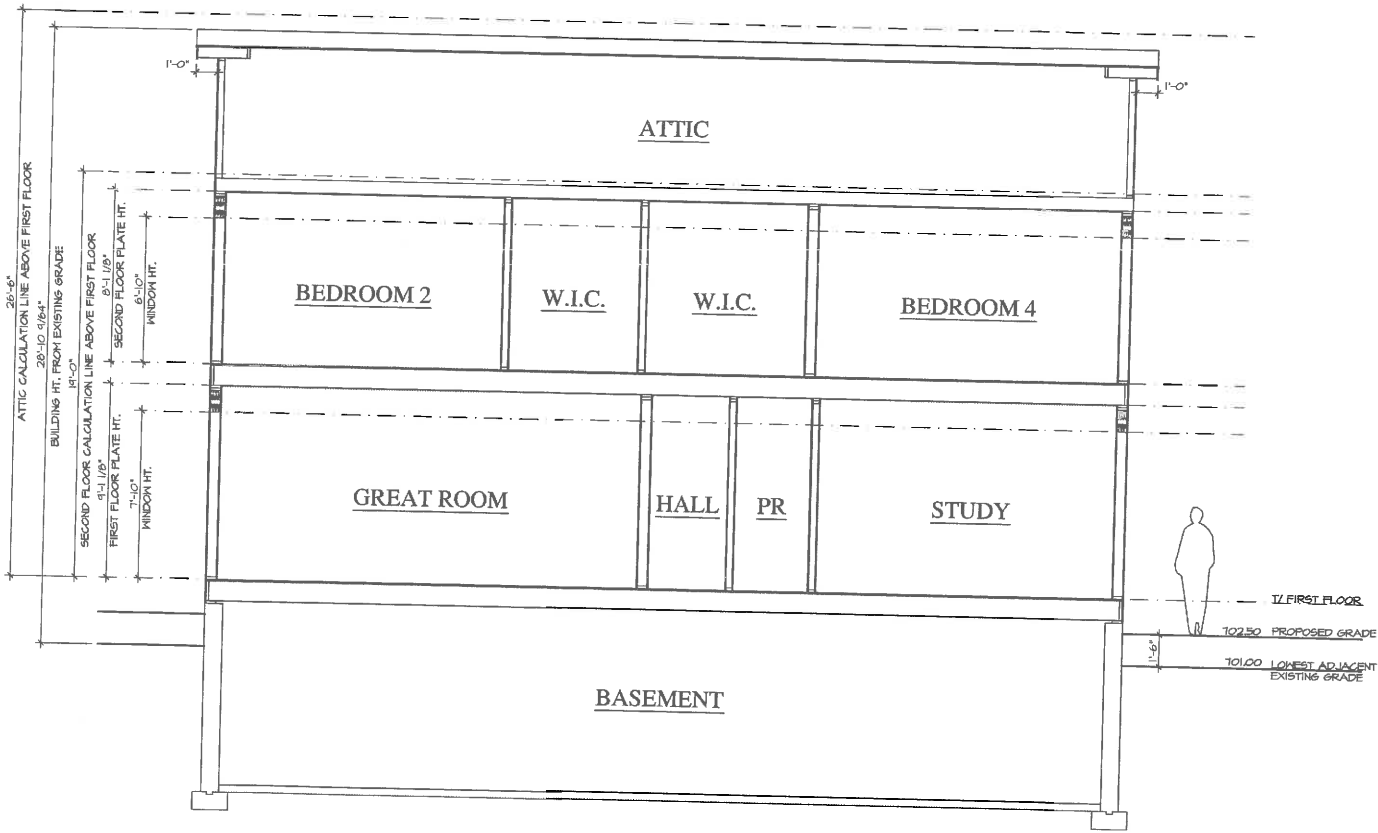 1'-0"
1'-0"
ATTIC
26'-6"
ATTIC CALCULATION LINE ABOVE FIRST FLOOR
28'-10 9/64"
BUILDING HT. FROM EXISTING GRADE
19'-0"
SECOND FLOOR CALCULATION LINE ABOVE FIRST FLOOR
8'-1 1/8"
SECOND FLOOR PLATE HT.
6'-10"
WINDOW HT.
9'-1 1/8"
FIRST FLOOR PLATE HT.
7'-10"
WINDOW HT.
BEDROOM 2
W.I.C.
W.I.C.
BEDROOM 4
GREAT ROOM
HALL
PR
STUDY
T/ FIRST FLOOR
702.50 PROPOSED GRADE
1'-6"
701.00 LOWEST ADJACENT
EXISTING GRADE
BASEMENT